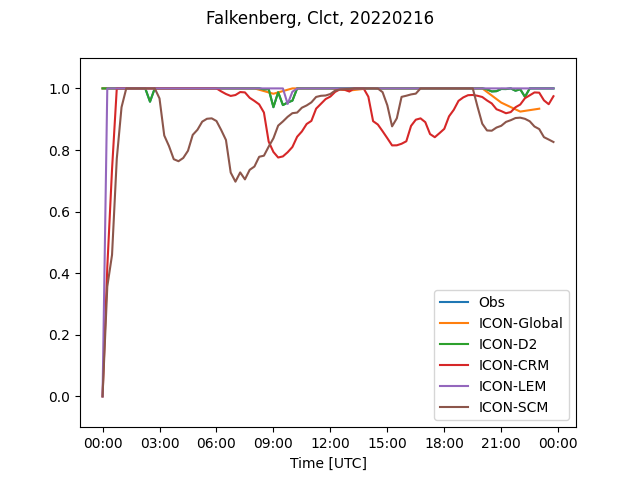 Falkenberg, Clct, 20220216
1.0
0.8
0.6
0.4
0.2
0.0
Obs
ICON-Global
ICON-D2
ICON-CRM
ICON-LEM
ICON-SCM
00:00 03:00 06:00 09:00 12:00 15:00 18:00 21:00 00:00
Time [UTC]